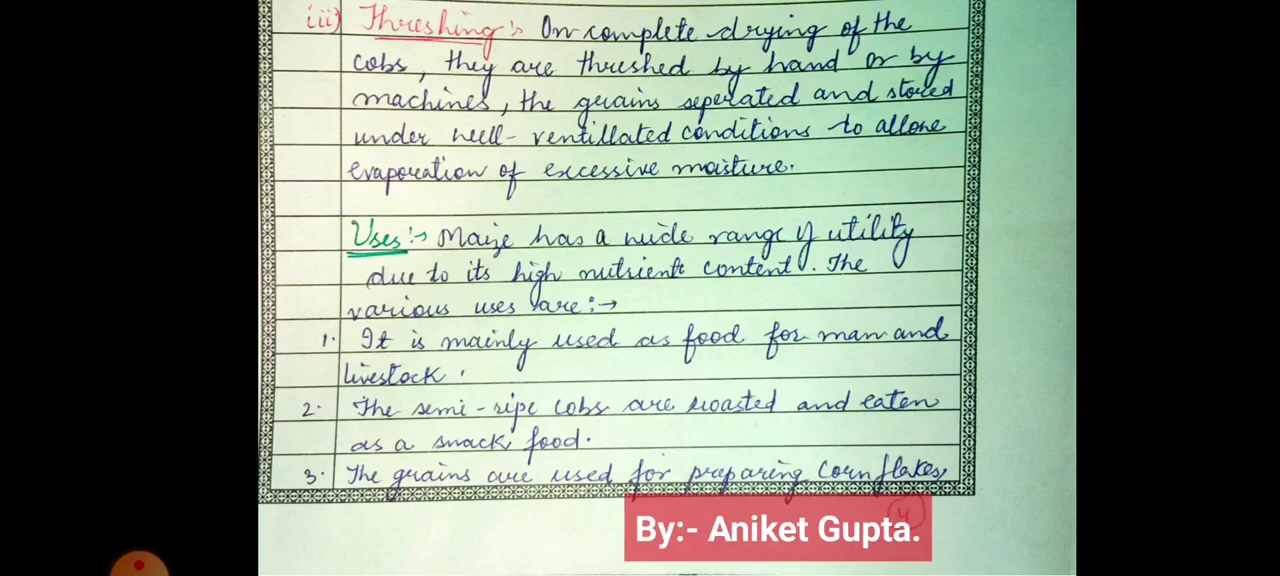 iii) Threshing :- On complete drying of the
cobs, they are threshed by hand or by
machines, the grains seperated and stored
under well-ventillated conditions to allow
evaporation of excessive moisture.
Uses :- Maize has a wide range of utility
due to its high nutrient content. The
various uses are :→
1. It is mainly used as food for man and
livestock.
2. The semi-ripe cobs are roasted and eaten
as a snack food.
3. The grains are used for preparing Cornflakes,
4
By:- Aniket Gupta.